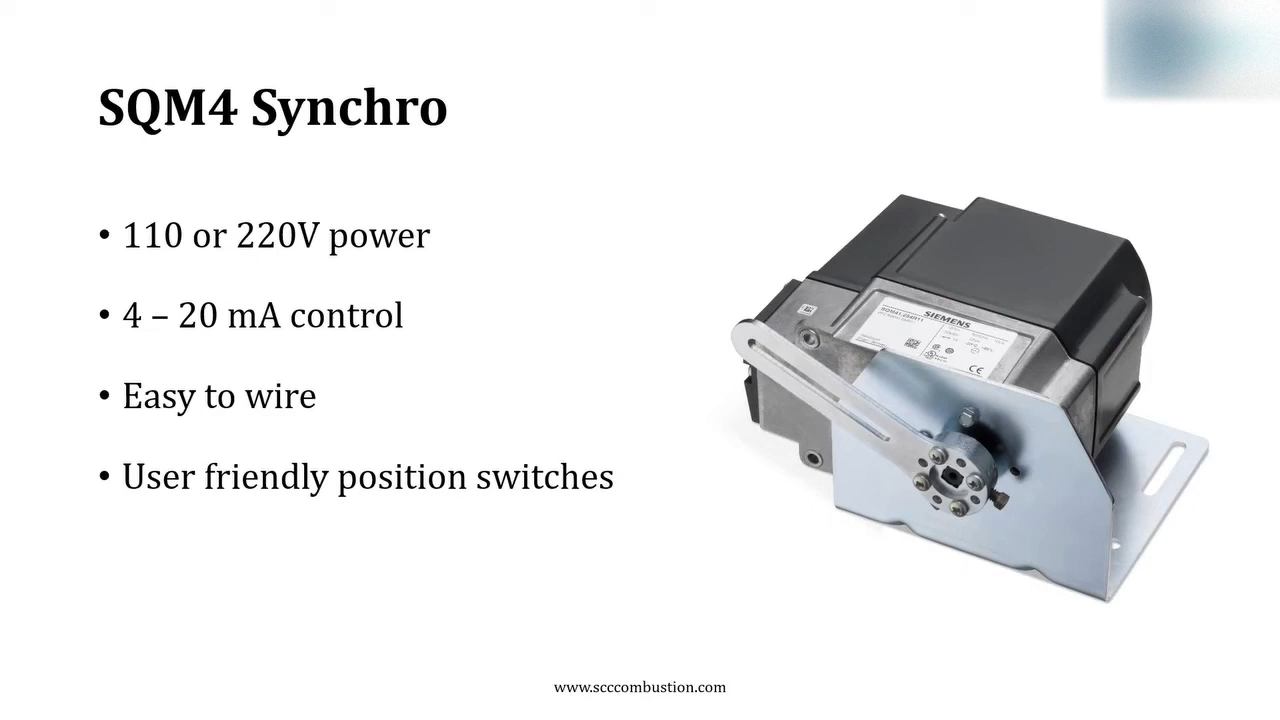 SQM4 Synchro
• 110 or 220V power
• 4 – 20 mA control
• Easy to wire
• User friendly position switches
SIEMENS
www.scccombustion.com